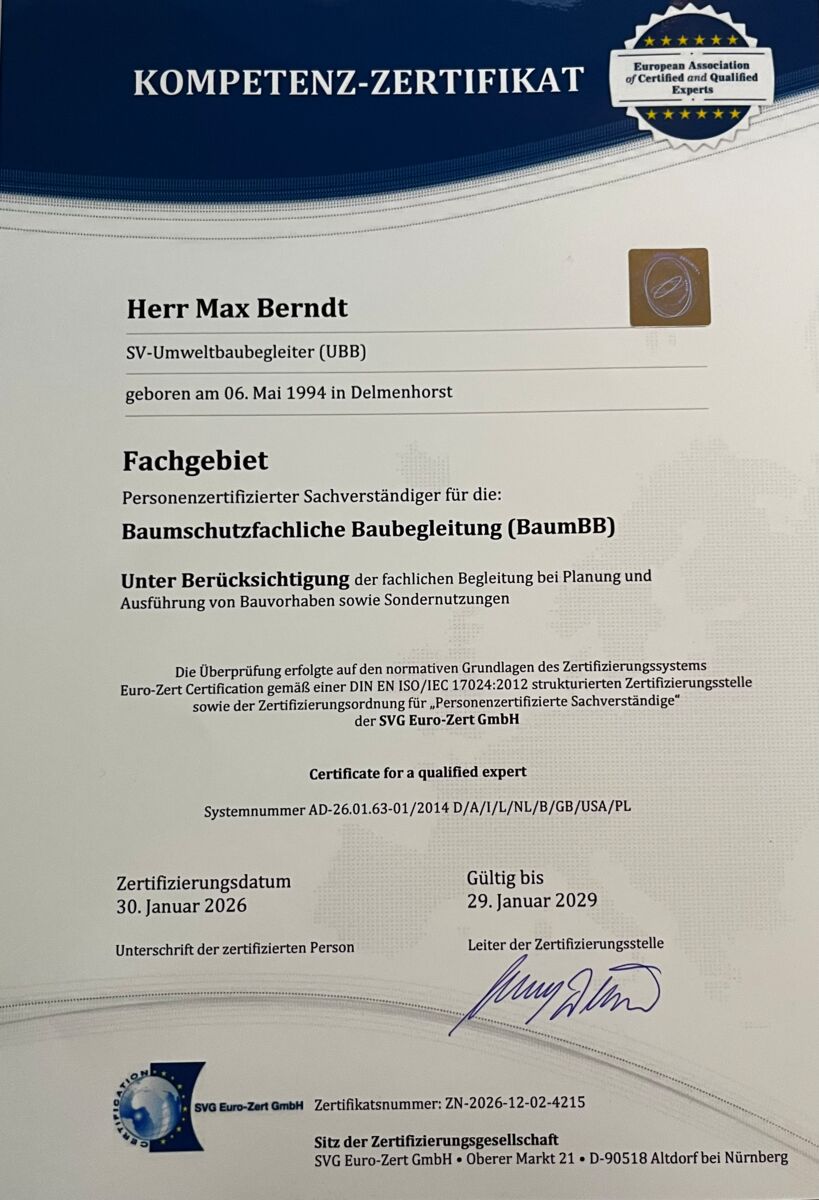 KOMPETENZ-ZERTIFIKAT
European Association
of Certified and Qualified
Experts
Herr Max Berndt
SV-Umweltbaubegleiter (UBB)
geboren am 06. Mai 1994 in Delmenhorst
Fachgebiet
Personenzertifizierter Sachverständiger für die:
Baumschutzfachliche Baubegleitung (BaumBB)
Unter Berücksichtigung der fachlichen Begleitung bei Planung und
Ausführung von Bauvorhaben sowie Sondernutzungen
Die Überprüfung erfolgte auf den normativen Grundlagen des Zertifizierungssystems
Euro-Zert Certification gemäß einer DIN EN ISO/IEC 17024:2012 strukturierten Zertifizierungsstelle
sowie der Zertifizierungsordnung für „Personenzertifizierte Sachverständige“
der SVG Euro-Zert GmbH
Certificate for a qualified expert
Systemnummer AD-26.01.63-01/2014 D/A/I/L/NL/B/GB/USA/PL
Zertifizierungsdatum
30. Januar 2026
Gültig bis
29. Januar 2029
Unterschrift der zertifizierten Person
Leiter der Zertifizierungsstelle
CERTIFICATION
SVG Euro-Zert GmbH
Zertifikatsnummer: ZN-2026-12-02-4215
Sitz der Zertifizierungsgesellschaft
SVG Euro-Zert GmbH • Oberer Markt 21 • D-90518 Altdorf bei Nürnberg